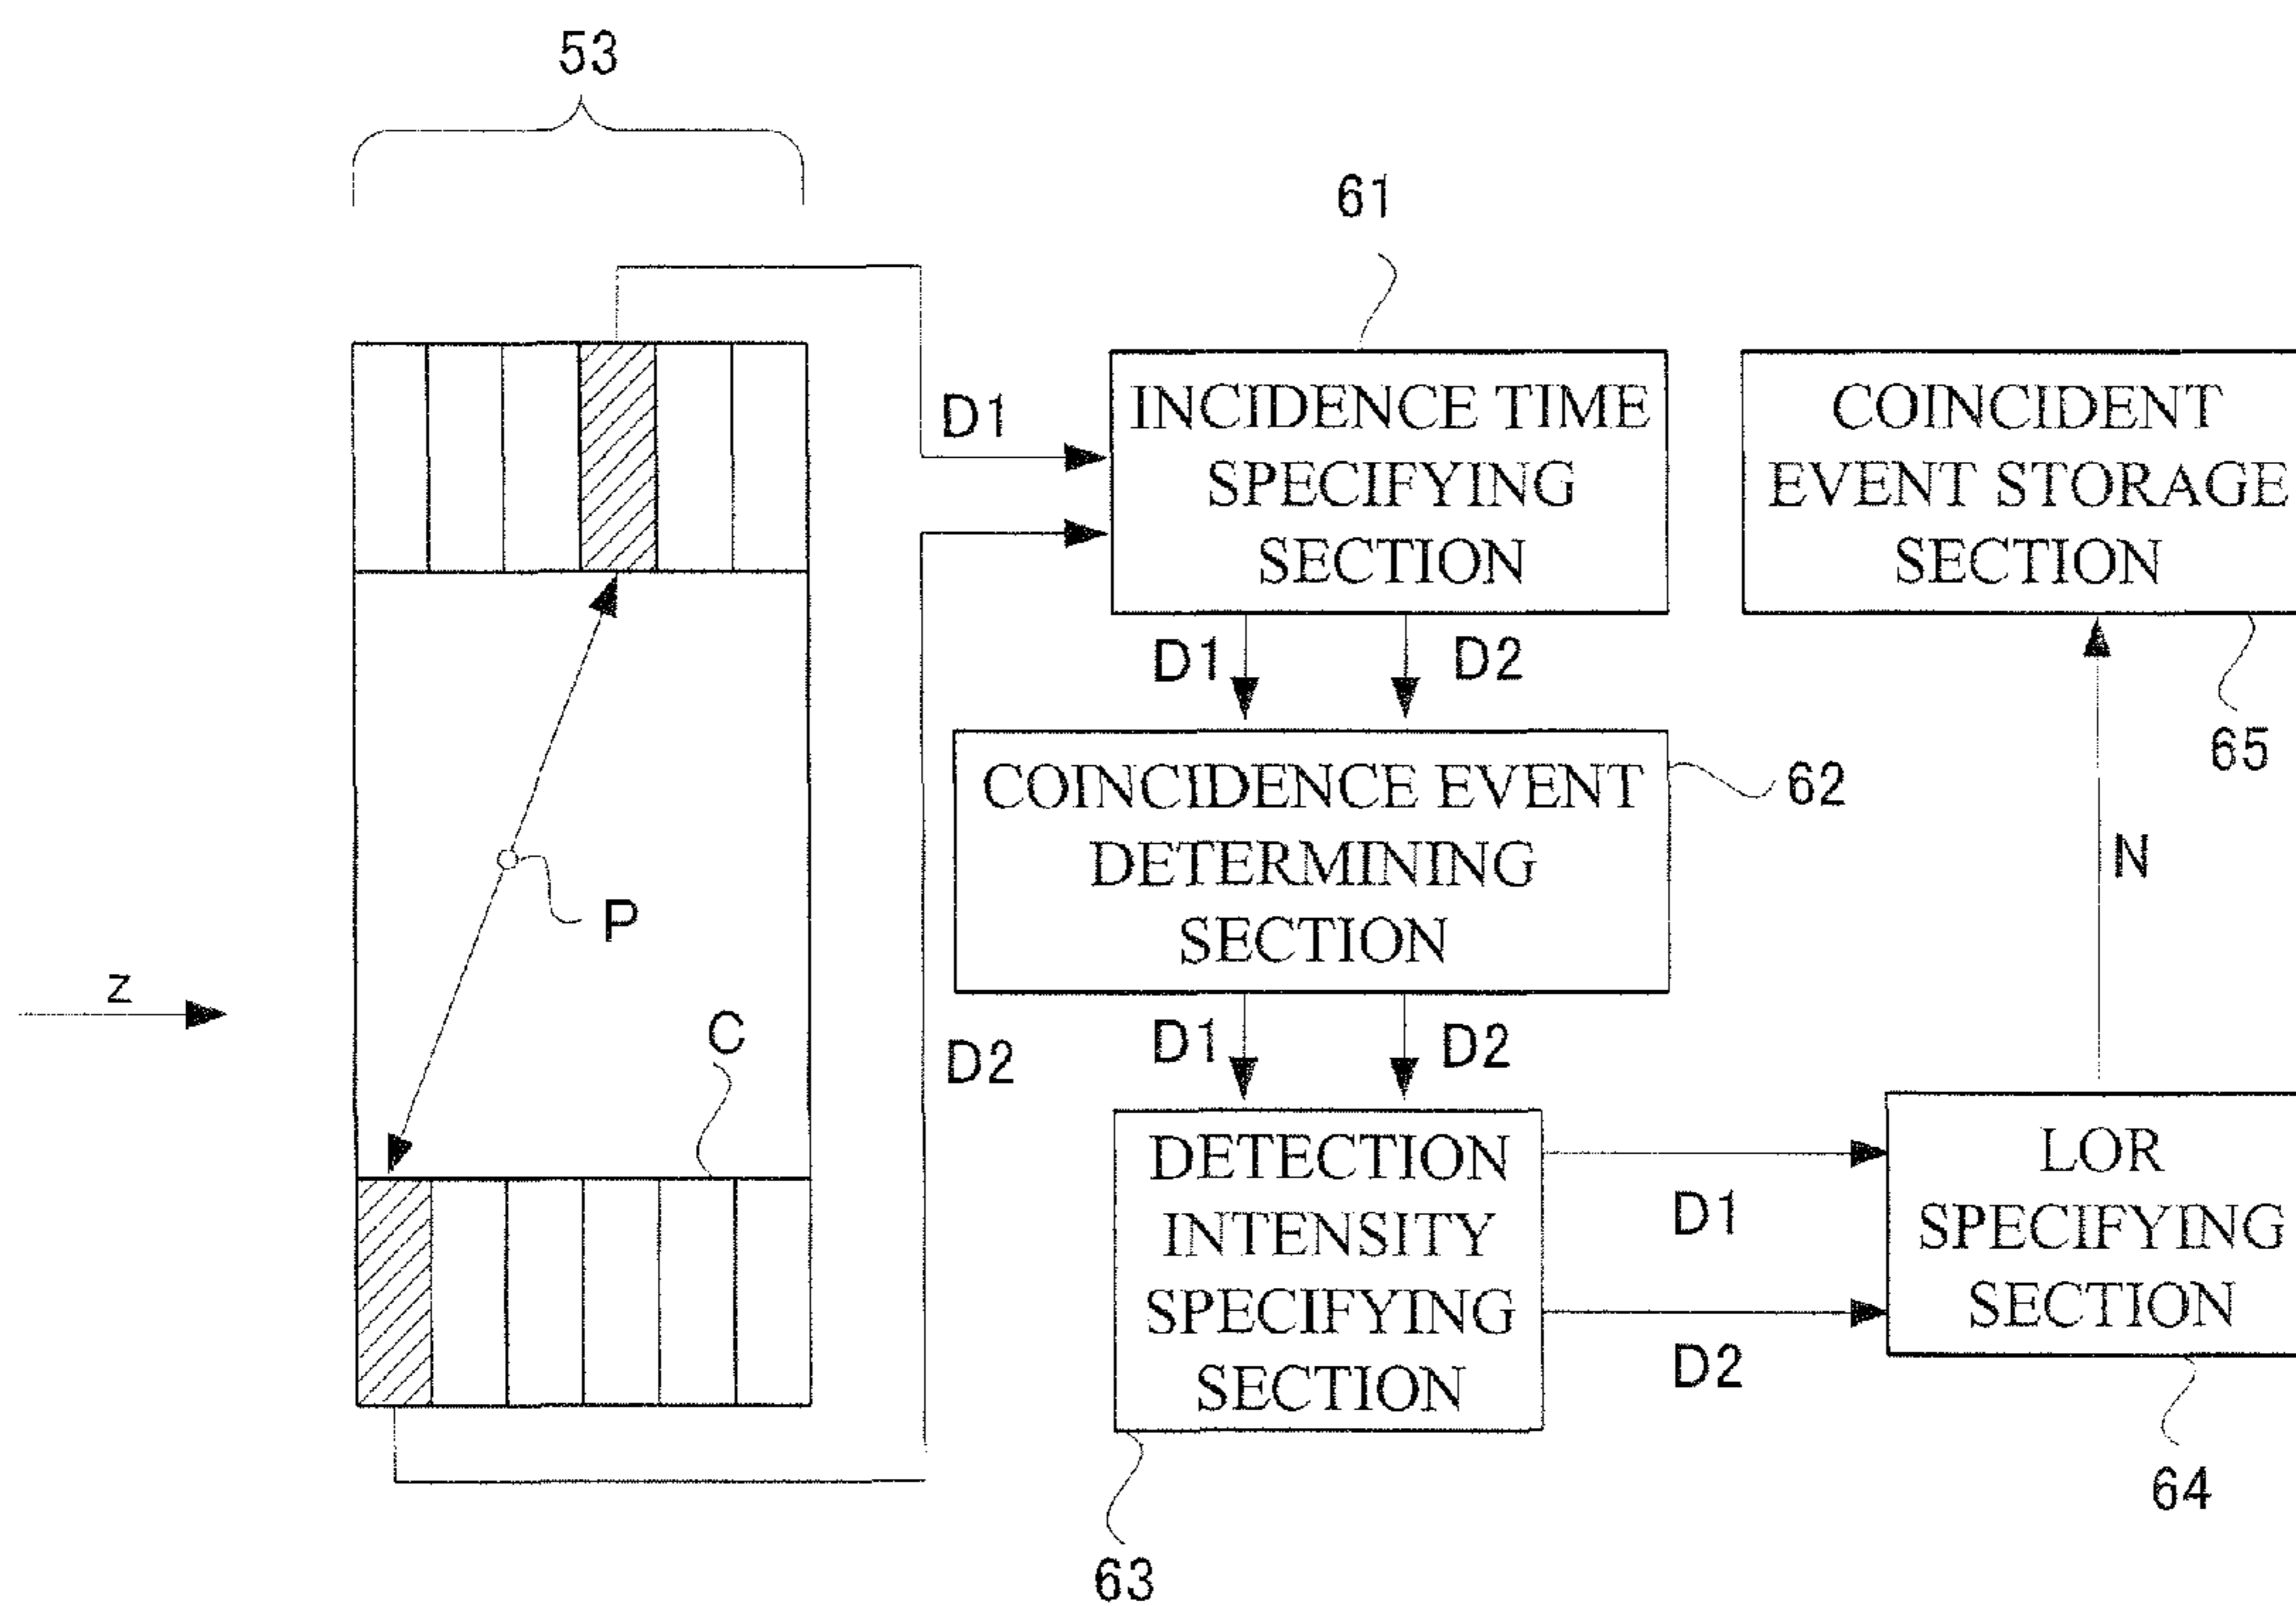 53
61
D1
INCIDENCE TIME
SPECIFYING
SECTION
COINCIDENT
EVENT STORAGE
SECTION
D1
D2
65
COINCIDENCE EVENT
DETERMINING
SECTION
62
N
P
z
C
D2
D1
D2
DETECTION
INTENSITY
SPECIFYING
SECTION
D1
D2
LOR
SPECIFYING
SECTION
63
64